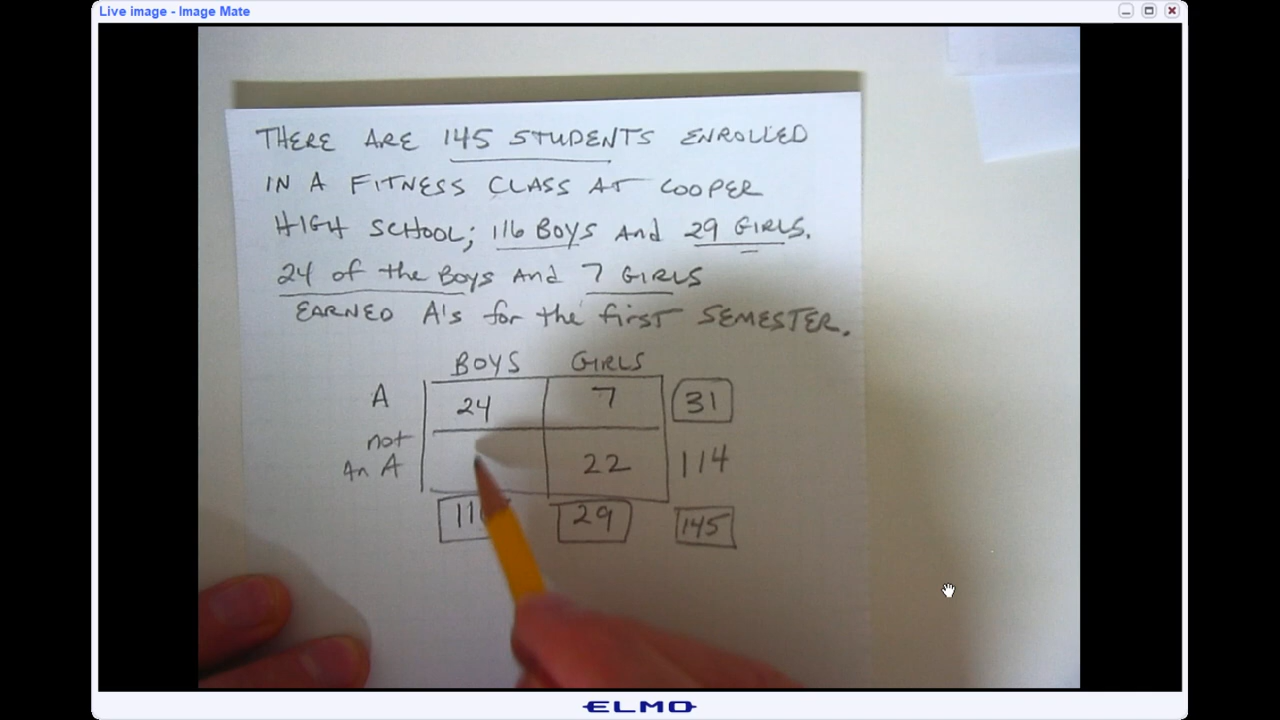 Live image - Image Mate
THERE ARE 145 STUDENTS ENROLLED
IN A FITNESS CLASS AT COOPER
HIGH SCHOOL; 116 BOYS And 29 GIRLS.
24 of the Boys And 7 GIRLS
EARNED A's for the first SEMESTER.
BOYS GIRLS
A 24 7 31
not
An A 22 114
29 145
ELMO